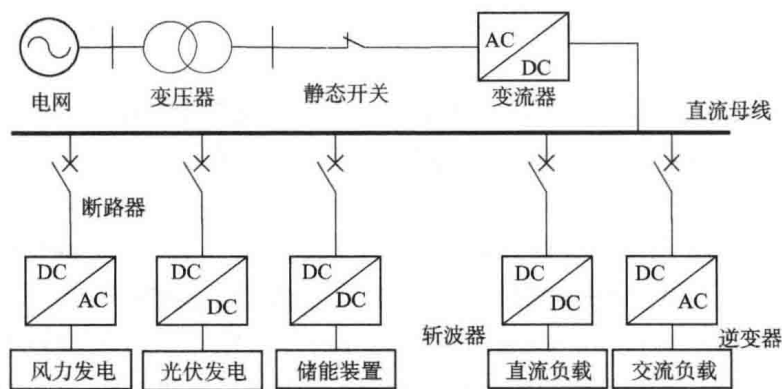 AC
DC
电网
变压器
静态开关
变流器
直流母线
断路器
DC
AC
DC
DC
DC
DC
DC
DC
DC
AC
斩波器
逆变器
风力发电
光伏发电
储能装置
直流负载
交流负载